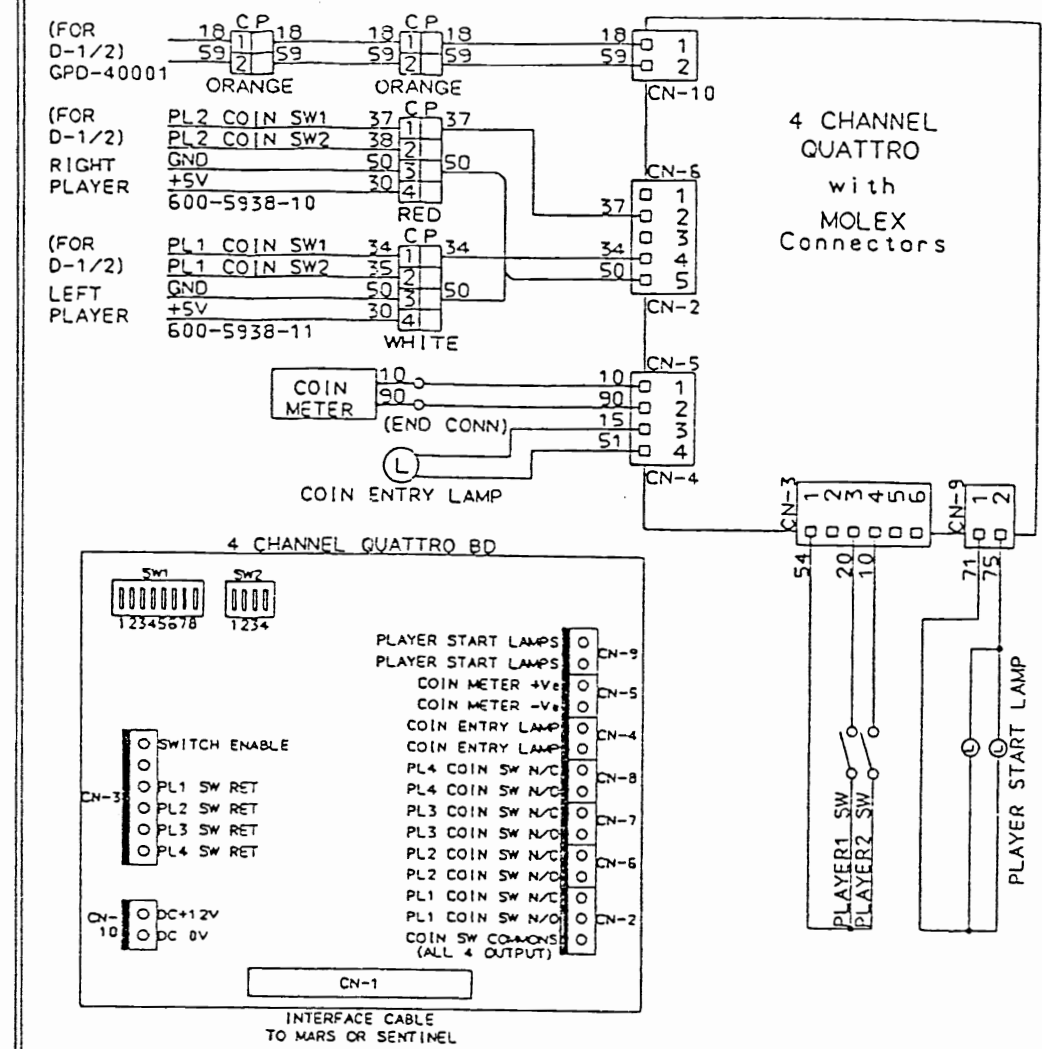 (FOR
D-1/2)
GPD-40001
18
59
C P
1
2
18
59
ORANGE
18
59
C P
1
2
18
59
ORANGE
18
59
1
2
CN-10
4 CHANNEL
QUATTRO
with
MOLEX
Connectors
(FOR
D-1/2)
RIGHT
PLAYER
PL2 COIN SW1
PL2 COIN SW2
GND
+5V
600-5938-10
37
38
50
30
C P
1
2
3
4
37
50
RED
CN-6
37
34
50
1
2
3
4
5
CN-2
(FOR
D-1/2)
LEFT
PLAYER
PL1 COIN SW1
PL1 COIN SW2
GND
+5V
600-5938-11
34
35
50
30
C P
1
2
3
4
34
50
WHITE
COIN
METER
10
90
(END CONN)
L
COIN ENTRY LAMP
CN-5
10
90
15
51
1
2
3
4
CN-4
CN-3
1 2 3 4 5 6
54
20
10
PLAYER1 SW
PLAYER2 SW
CN-9
1 2
71
75
L
L
PLAYER START LAMP
4 CHANNEL QUATTRO BD
SW1
12345678
SW2
1234
PLAYER START LAMPS
PLAYER START LAMPS
CN-9
COIN METER +Ve
COIN METER -Ve
CN-5
COIN ENTRY LAMP
COIN ENTRY LAMP
CN-4
PL4 COIN SW N/C
PL4 COIN SW N/C
CN-8
PL3 COIN SW N/C
PL3 COIN SW N/O
CN-7
PL2 COIN SW N/C
PL2 COIN SW N/O
CN-6
PL1 COIN SW N/C
PL1 COIN SW N/O
CN-2
COIN SW COMMONS
(ALL 4 OUTPUT)
CN-3
SWITCH ENABLE
PL1 SW RET
PL2 SW RET
PL3 SW RET
PL4 SW RET
CN-
10
DC+12V
DC 0V
CN-1
INTERFACE CABLE
TO MARS OR SENTINEL